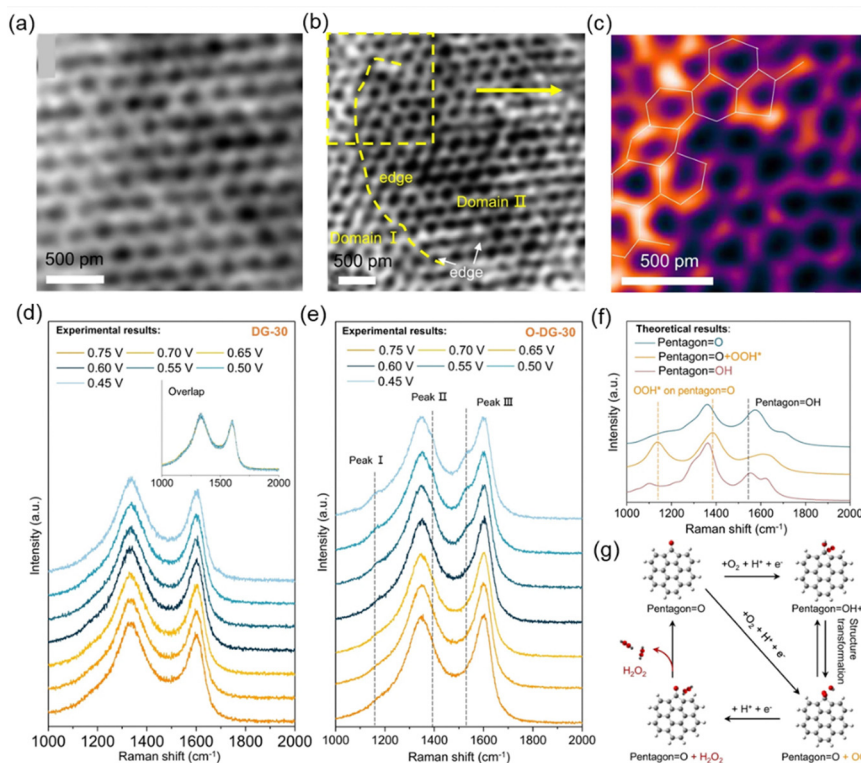 (a)
500 pm
(b)
edge
Domain II
Domain I
edge
500 pm
(c)
500 pm
(d)
Experimental results:
DG-30
0.75 V 0.70 V 0.65 V
0.60 V 0.55 V 0.50 V
0.45 V
Overlap
1000 1500 2000
Intensity (a.u.)
1000 1200 1400 1600 1800 2000
Raman shift (cm⁻¹)
(e)
Experimental results:
O-DG-30
0.75 V 0.70 V 0.65 V
0.60 V 0.55 V 0.50 V
0.45 V
Peak II
Peak III
Peak I
Intensity (a.u.)
1000 1200 1400 1600 1800 2000
Raman shift (cm⁻¹)
(f)
Theoretical results:
Pentagon=O
Pentagon=O+OOH*
Pentagon=OH
OOH* on pentagon=O
Pentagon=OH
Intensity (a.u.)
1000 1200 1400 1600 1800 2000
Raman shift (cm⁻¹)
(g)
+O₂ + H⁺ + e⁻
Pentagon=O
Pentagon=OH+
+O₂ + H⁺ + e⁻
Structure
transformation
H₂O₂
+ H⁺ + e⁻
Pentagon=O + H₂O₂
Pentagon=O + O